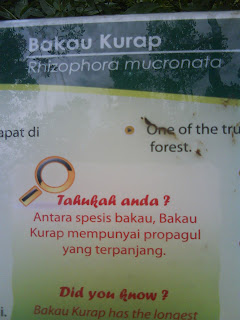 Bakau Kurap
Rhizophora mucronata
apat di
One of the tru
forest.
Tahukah anda ?
Antara spesis bakau, Bakau
Kurap mempunyai propagul
yang terpanjang.
Did you know ?
i.
Bakau Kurap has the longest